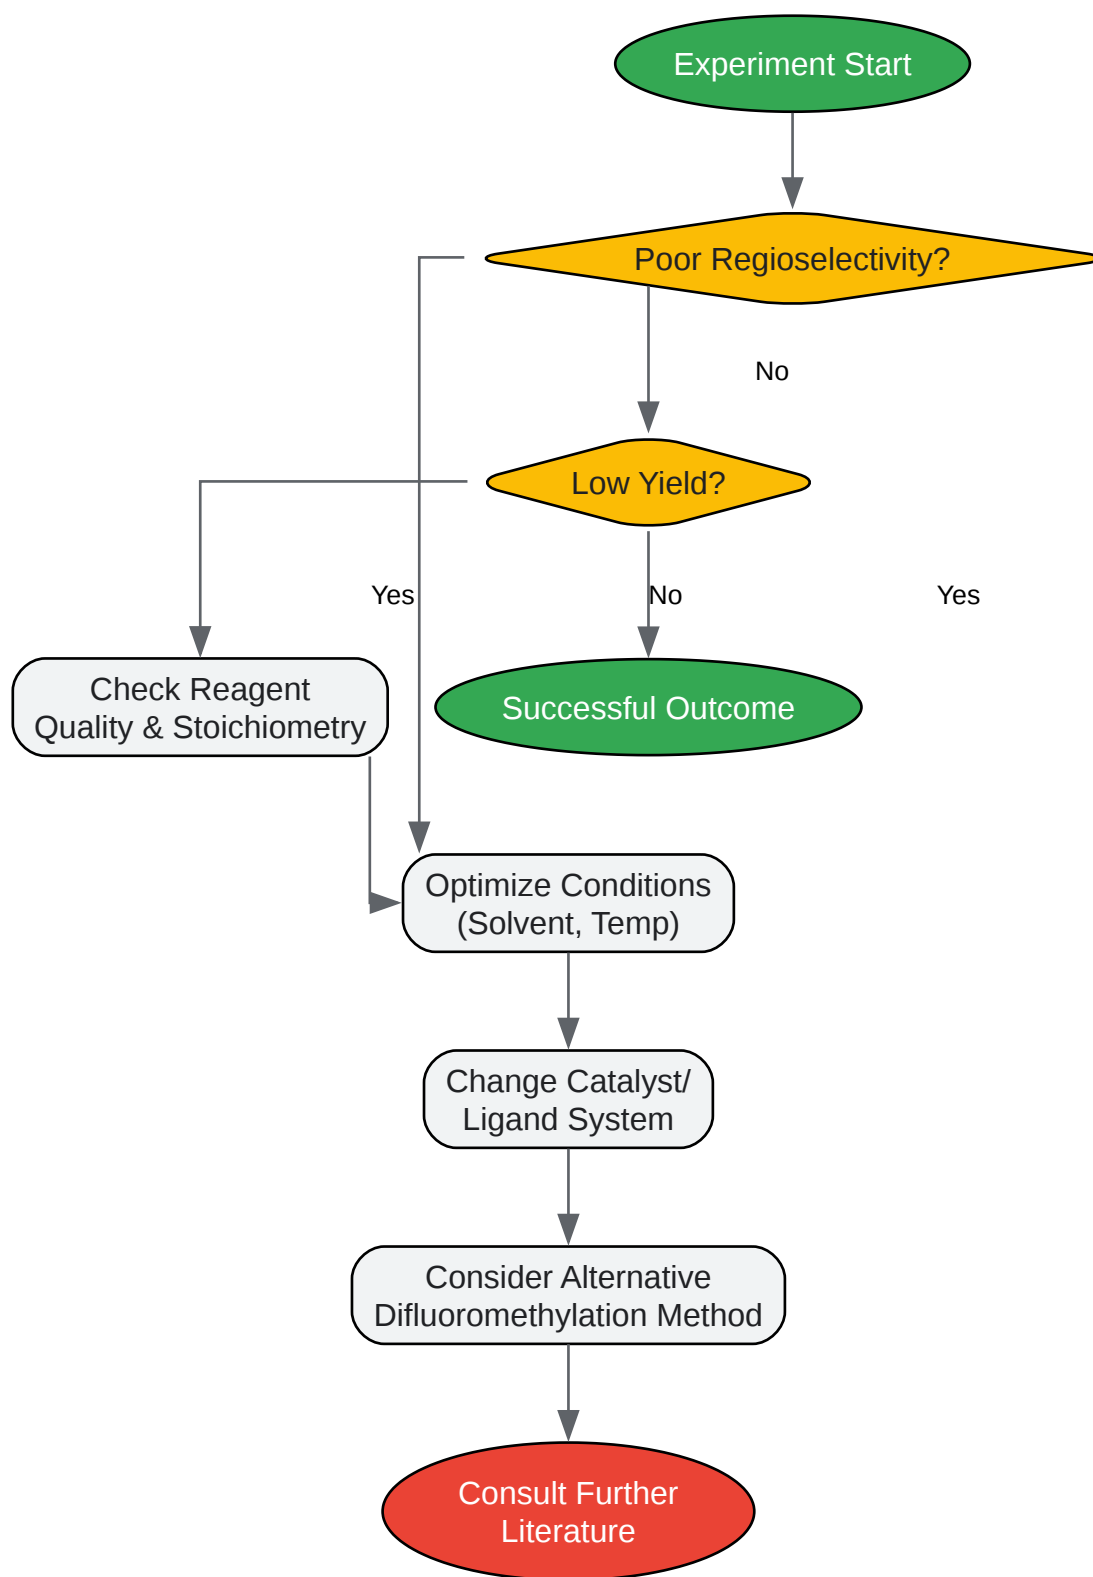 Experiment Start
Poor Regioselectivity?
No
Low Yield?
Yes
No
Yes
Check Reagent
Quality & Stoichiometry
Successful Outcome
Optimize Conditions
(Solvent, Temp)
Change Catalyst/
Ligand System
Consider Alternative
Difluoromethylation Method
Consult Further
Literature